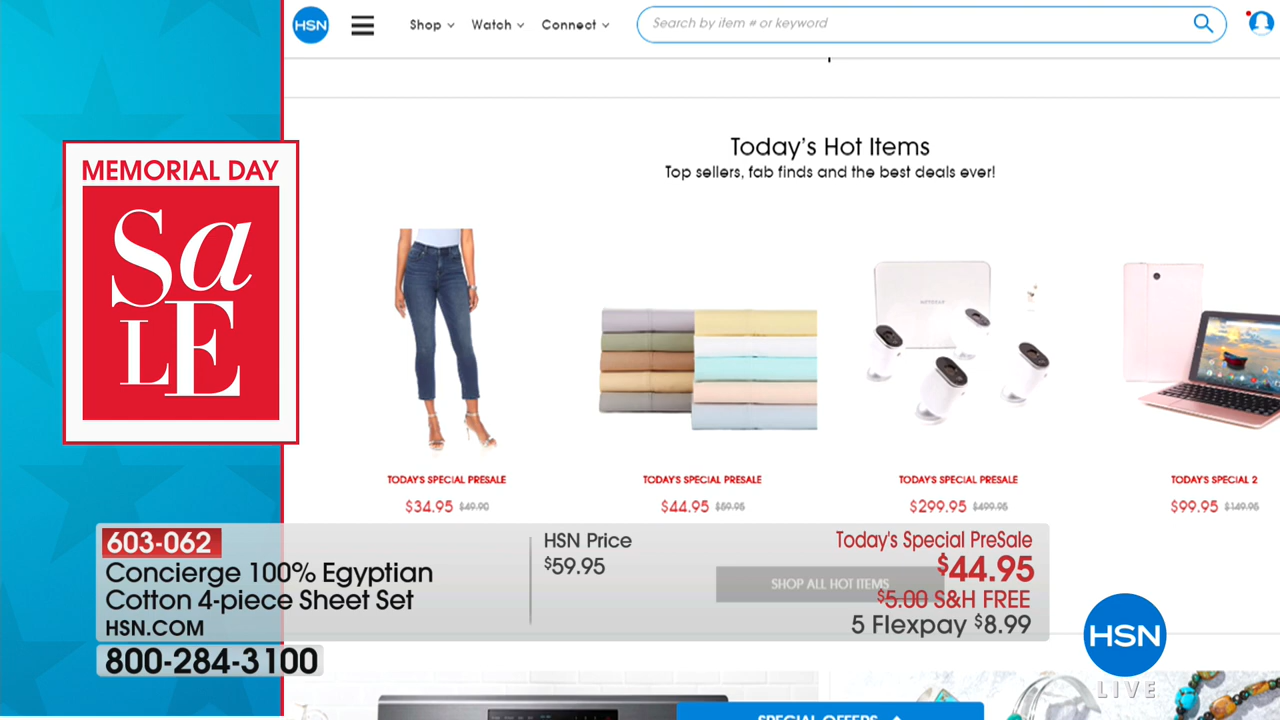 HSN
Shop
Watch
Connect
Search by item # or keyword
MEMORIAL DAY
SaLE
Today's Hot Items
Top sellers, fab finds and the best deals ever!
NETGEAR
TODAY'S SPECIAL PRESALE
$34.95 $49.90
TODAY'S SPECIAL PRESALE
$44.95 $59.95
TODAY'S SPECIAL PRESALE
$299.95 $499.95
TODAY'S SPECIAL 2
$99.95 $149.95
603-062
Concierge 100% Egyptian
Cotton 4-piece Sheet Set
HSN.COM
800-284-3100
HSN Price
$59.95
SHOP ALL HOT ITEMS
Today's Special PreSale
$44.95
$5.00 S&H FREE
5 Flexpay $8.99
HSN
LIVE
SPECIAL OFFERS